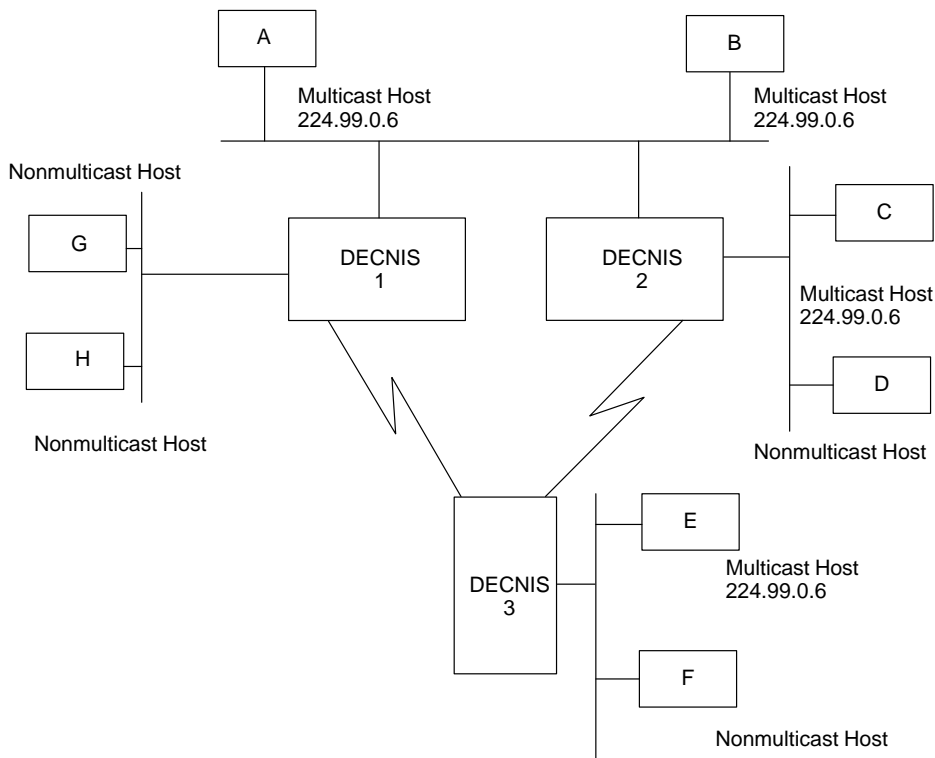 A
B
Multicast Host
224.99.0.6
Multicast Host
224.99.0.6
Nonmulticast Host
G
DECNIS
1
DECNIS
2
C
Multicast Host
224.99.0.6
H
D
Nonmulticast Host
Nonmulticast Host
DECNIS
3
E
Multicast Host
224.99.0.6
F
Nonmulticast Host